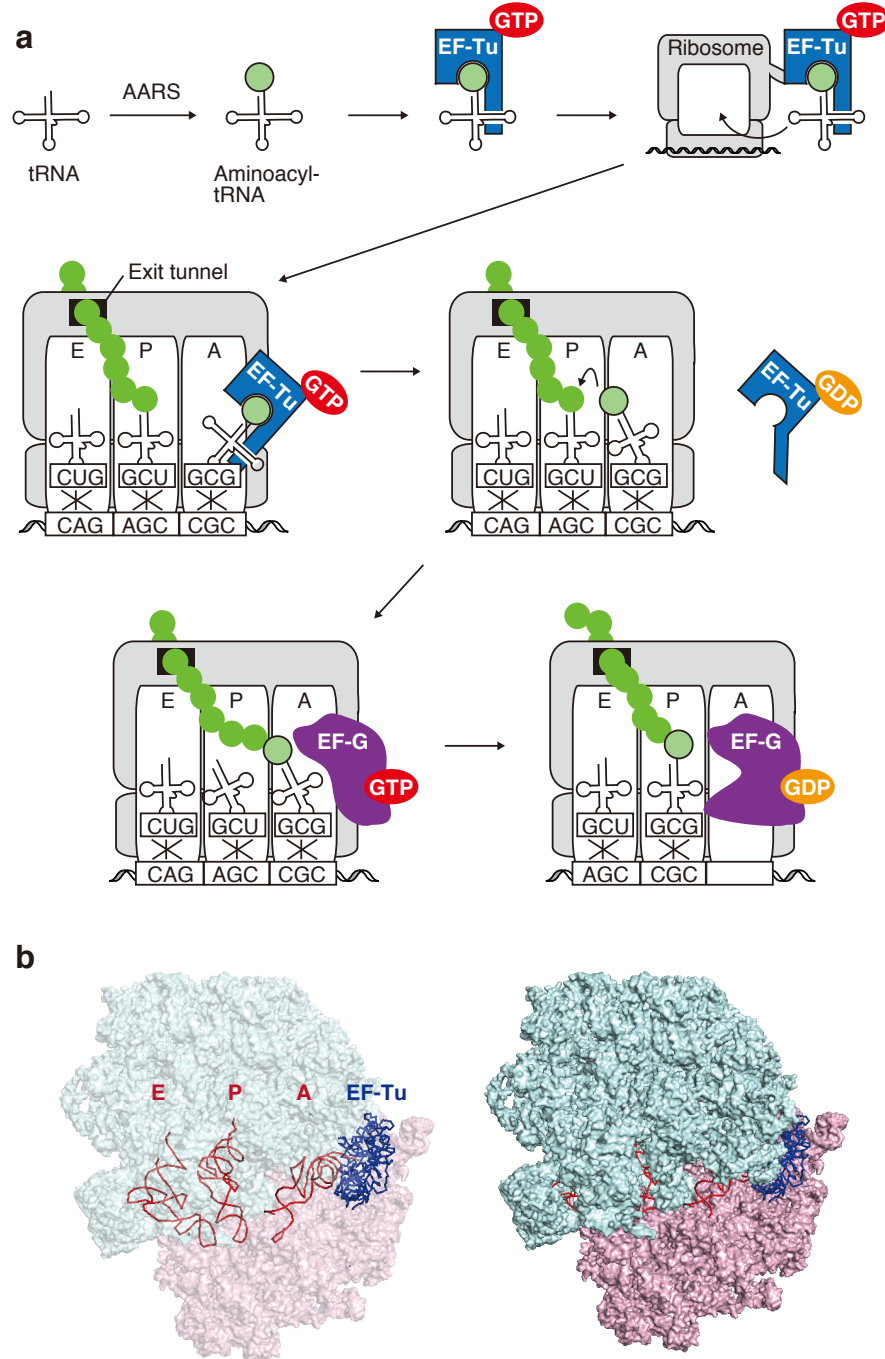 a
GTP
EF-Tu
GTP
Ribosome
EF-Tu
AARS
tRNA
Aminoacyl-
tRNA
Exit tunnel
E P A
EF-Tu
GTP
CUG GCU GCG
CAG AGC CGC
E P A
EF-Tu
GDP
CUG GCU GCG
CAG AGC CGC
E P A
EF-G
GTP
CUG GCU GCG
CAG AGC CGC
E P A
EF-G
GDP
GCU GCG
AGC CGC
b
E P A EF-Tu